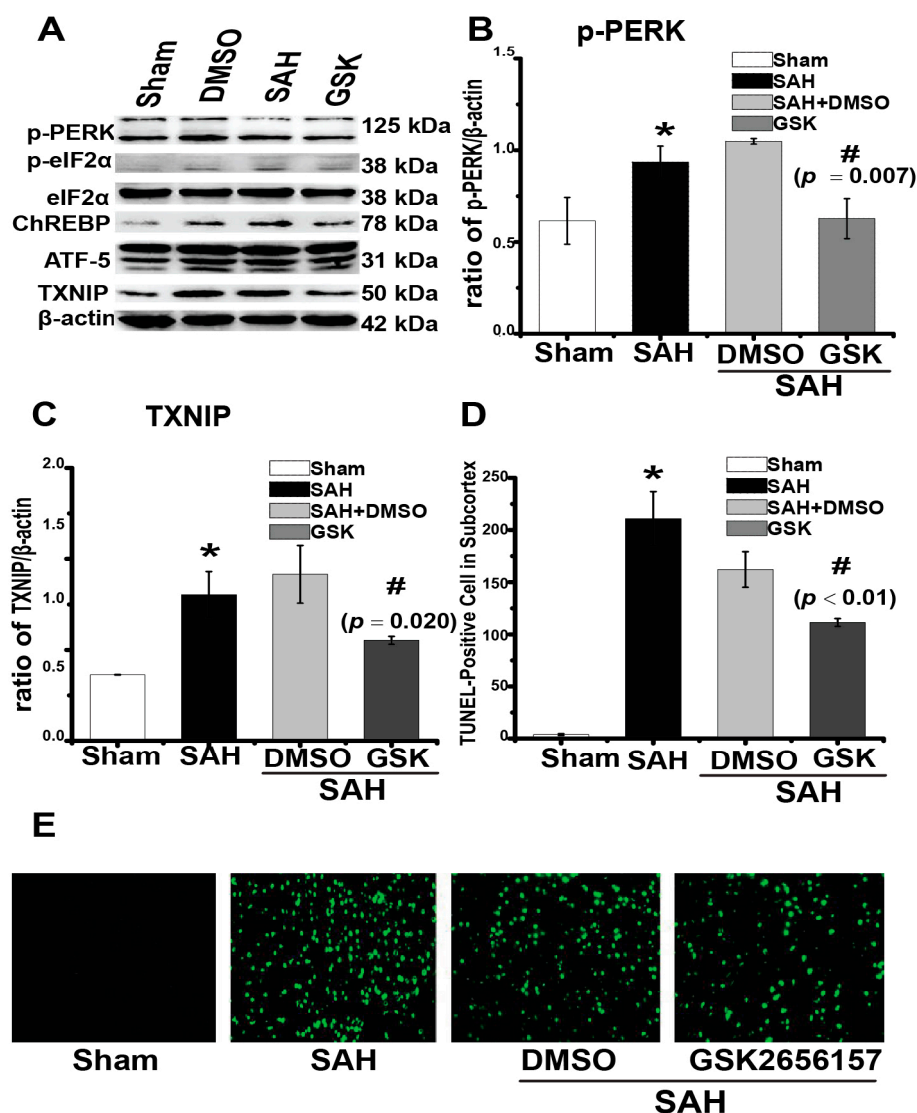 A
Sham
DMSO
SAH
GSK
p-PERK
125 kDa
p-eIF2α
38 kDa
eIF2α
38 kDa
ChREBP
78 kDa
ATF-5
31 kDa
TXNIP
50 kDa
β-actin
42 kDa
B
p-PERK
ratio of p-PERK/β-actin
1.5
1.0
0.5
0.0
Sham
SAH
SAH+DMSO
GSK
*
#
(p = 0.007)
Sham
SAH
DMSO
GSK
SAH
C
TXNIP
ratio of TXNIP/β-actin
2.0
1.5
1.0
0.5
0.0
Sham
SAH
SAH+DMSO
GSK
*
#
(p = 0.020)
Sham
SAH
DMSO
GSK
SAH
D
TUNEL-Positive Cell in Subcortex
250
200
150
100
50
0
Sham
SAH
SAH+DMSO
GSK
*
#
(p < 0.01)
Sham
SAH
DMSO
GSK
SAH
E
Sham
SAH
DMSO
GSK2656157
SAH